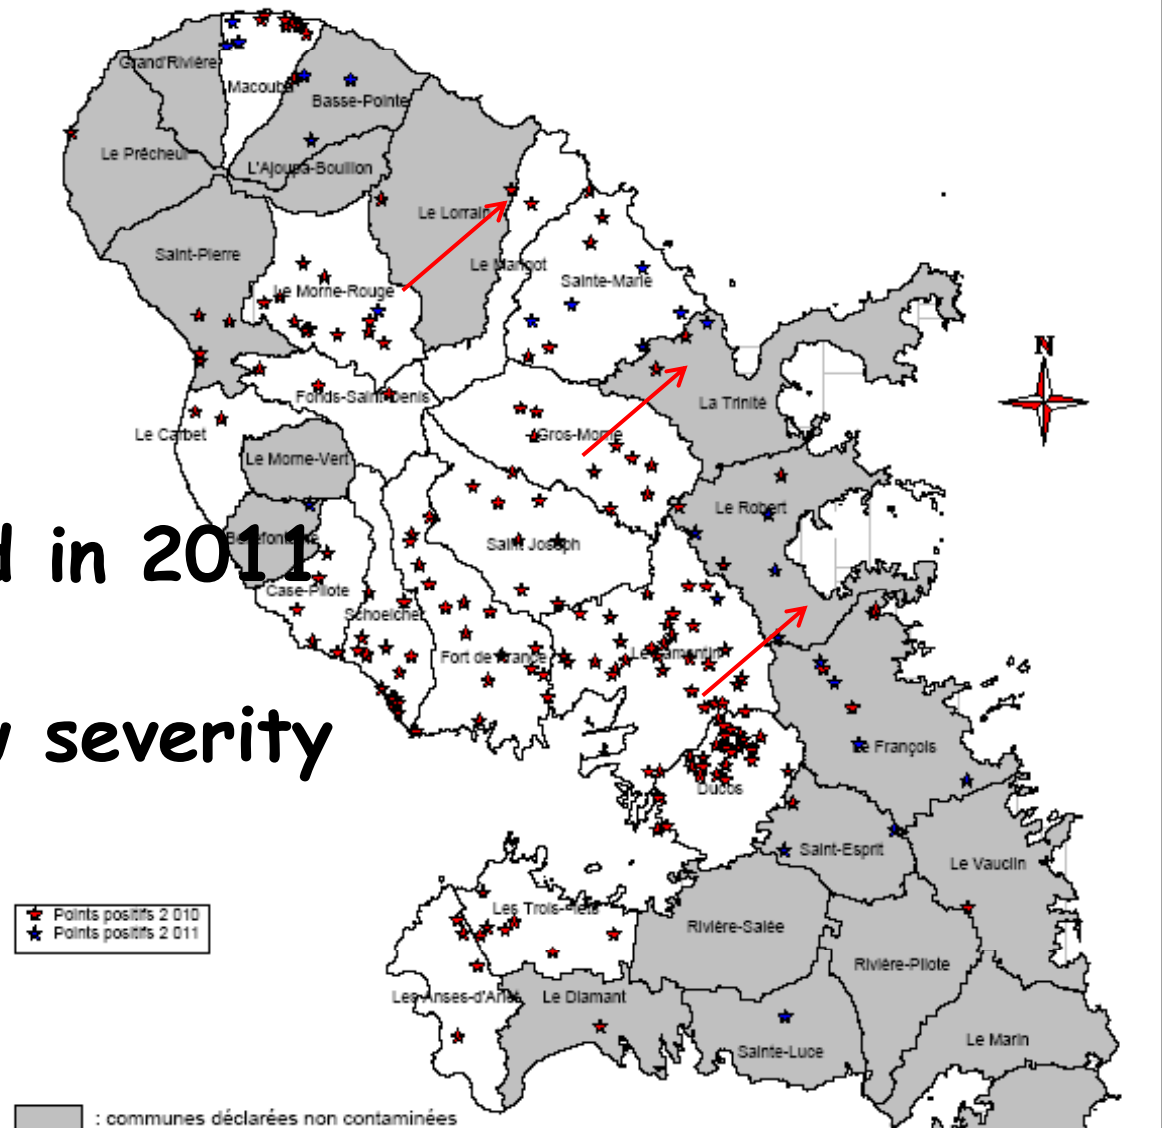 Grand'Rivière
Macouba
Basse-Pointe
Le Prêcheur
L'Ajoupa-Bouillon
Le Lorrain
Saint-Pierre
Le Marigot
Sainte-Marie
Le Morne-Rouge
N
Fonds-Saint-Denis
La Trinité
Le Carbet
Gros-Morne
Le Morne-Vert
Le Robert
d in 2011
Bellefontaine
Saint Joseph
Case-Pilote
Schoelcher
Fort de France
Le Lamentin
severity
Le François
Ducos
Saint-Esprit
Le Vauclin
Points positifs 2 010
Points positifs 2 011
Les Trois-Ilets
Rivière-Salée
Rivière-Pilote
Les Anses-d'Arlet
Le Diamant
Le Marin
Sainte-Luce
: communes déclarées non contaminées